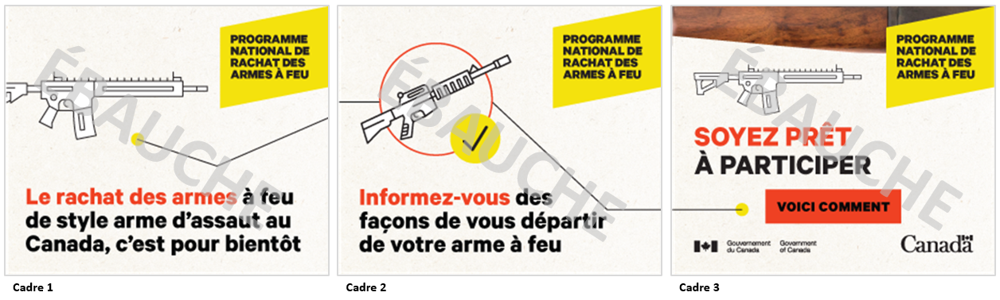 PROGRAMME
NATIONAL DE
RACHAT DES
ARMES À FEU
ÉBAUCHE
Le rachat des armes à feu
de style arme d'assaut au
Canada, c'est pour bientôt
Cadre 1
PROGRAMME
NATIONAL DE
RACHAT DES
ARMES À FEU
ÉBAUCHE
Informez-vous des
façons de vous départir
de votre arme à feu
Cadre 2
PROGRAMME
NATIONAL DE
RACHAT DES
ARMES À FEU
ÉBAUCHE
SOYEZ PRÊT
À PARTICIPER
VOICI COMMENT
Gouvernement
du Canada
Government
of Canada
Canada
Cadre 3